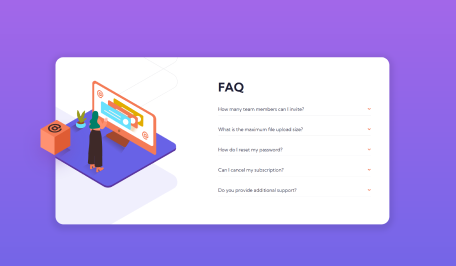 FAQ
How many team members can I invite?
What is the maximum file upload size?
How do I reset my password?
Can I cancel my subscription?
Do you provide additional support?